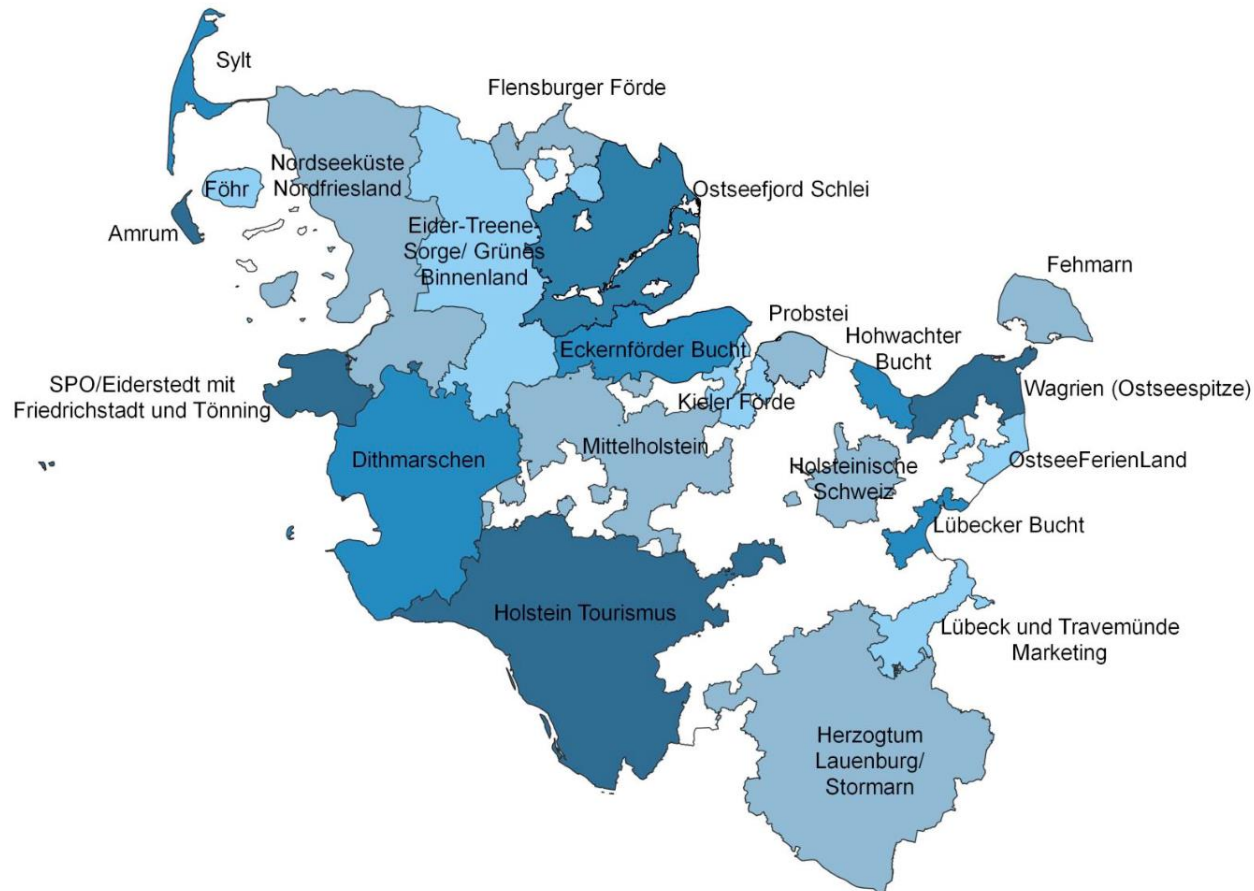 Sylt
Flensburger Förde
Nordseeküste
Nordfriesland
Föhr
Ostseefjord Schlei
Amrum
Eider-Treene-
Sorge/ Grünes
Binnenland
Fehmarn
Probstei
Hohwachter
Bucht
Eckernförder Bucht
SPO/Eiderstedt mit
Friedrichstadt und Tönning
Wagrien (Ostseespitze)
Kieler Förde
Dithmarschen
Mittelholstein
Holsteinische
Schweiz
OstseeFerienLand
Lübecker Bucht
Holstein Tourismus
Lübeck und Travemünde
Marketing
Herzogtum
Lauenburg/
Stormarn